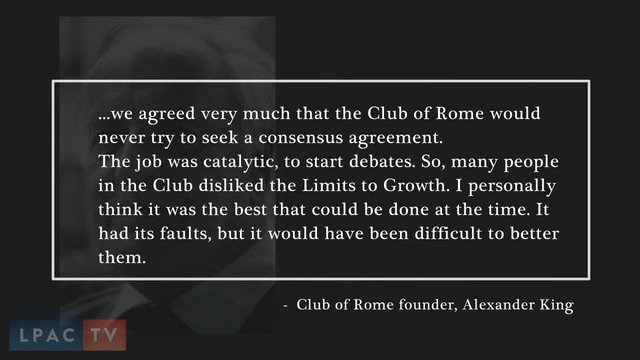 ...we agreed very much that the Club of Rome would
never try to seek a consensus agreement.
The job was catalytic, to start debates. So, many people
in the Club disliked the Limits to Growth. I personally
think it was the best that could be done at the time. It
had its faults, but it would have been difficult to better
them.
- Club of Rome founder, Alexander King
LPAC TV